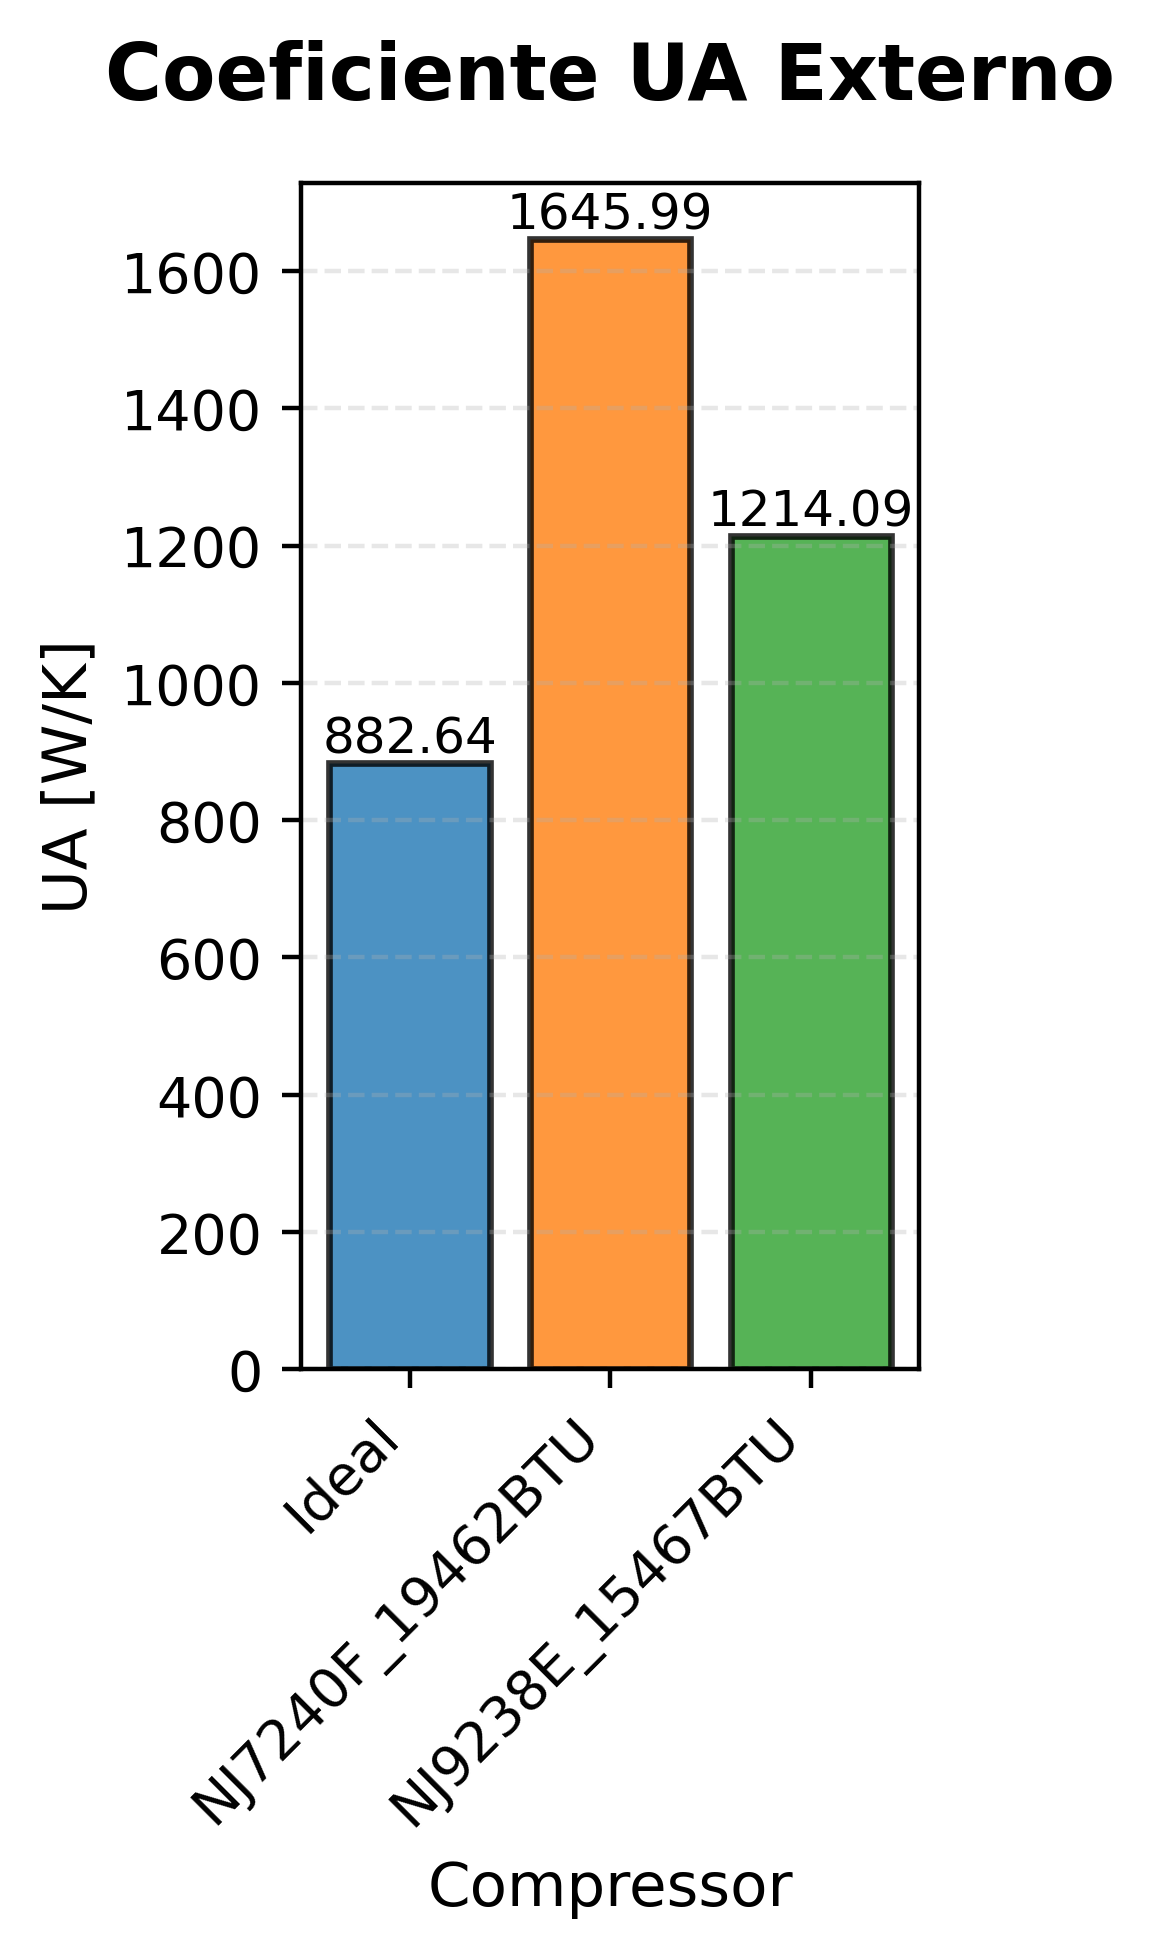 Coeficiente UA Externo
UA [W/K]
1600
1400
1200
1000
800
600
400
200
0
1645.99
1214.09
882.64
Ideal
NJ7240F_19462BTU
NJ9238E_15467BTU
Compressor